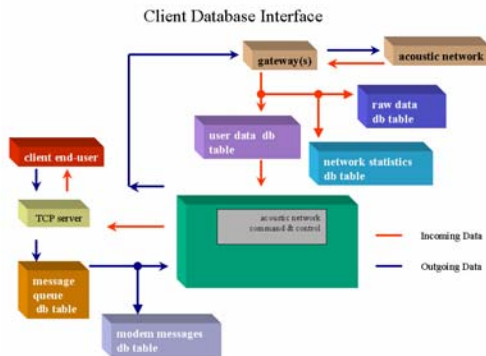 Client Database Interface
gateway(s)
acoustic network
raw data
db table
user data db
table
network statistics
db table
client end-user
TCP server
acoustic network
command & control
Incoming Data
Outgoing Data
message
queue
db table
modem messages
db table